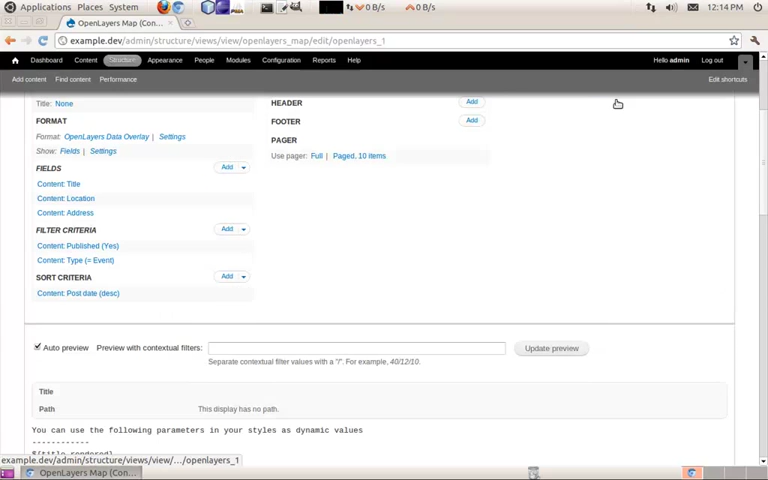 Applications Places System 0 B/s 0 B/s 12:14 PM
OpenLayers Map (Con...
example.dev/admin/structure/views/view/openlayers_map/edit/openlayers_1
Dashboard Content Structure Appearance People Modules Configuration Reports Help Hello admin Log out
Add content Find content Performance Edit shortcuts
Title: None
HEADER Add
FORMAT
FOOTER Add
Format: OpenLayers Data Overlay | Settings
PAGER
Show: Fields | Settings
Use pager: Full | Paged, 10 items
FIELDS Add
Content: Title
Content: Location
Content: Address
FILTER CRITERIA Add
Content: Published (Yes)
Content: Type (= Event)
SORT CRITERIA Add
Content: Post date (desc)
Auto preview Preview with contextual filters: Update preview
Separate contextual filter values with a "/". For example, 40/12/10.
Title
Path This display has no path.
You can use the following parameters in your styles as dynamic values
------------
${title_rendered}
example.dev/admin/structure/views/view/.../openlayers_1
OpenLayers Map (Con...